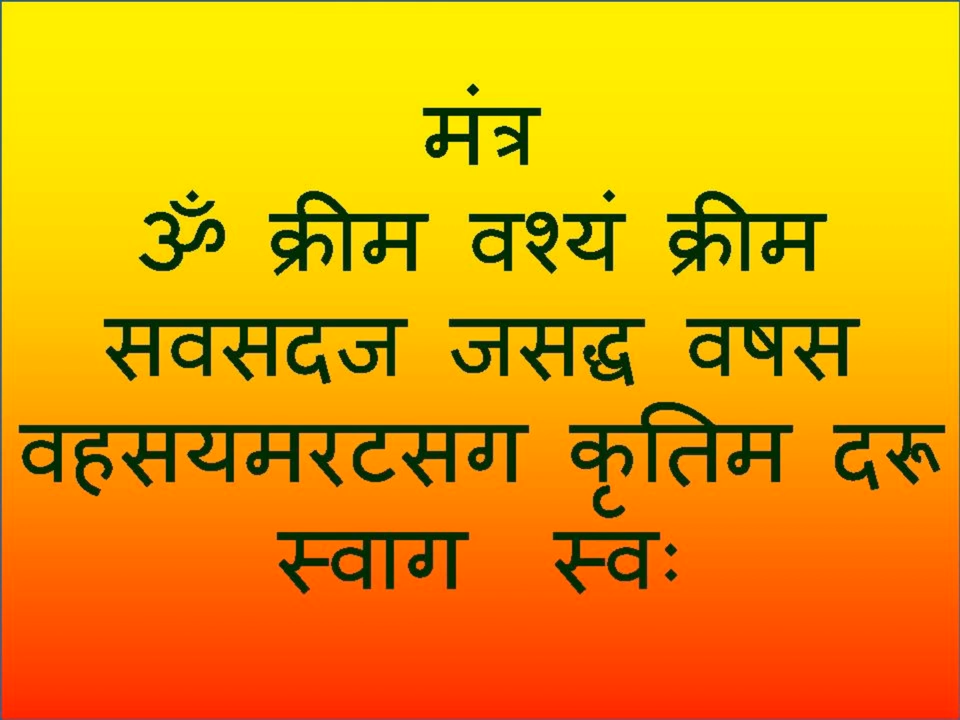 मंत्र
ॐ क्रीम वश्यं क्रीम
सवसदज जसद्ध वषस
वहसयमरटसग कृतिम दरू
स्वाग स्वः